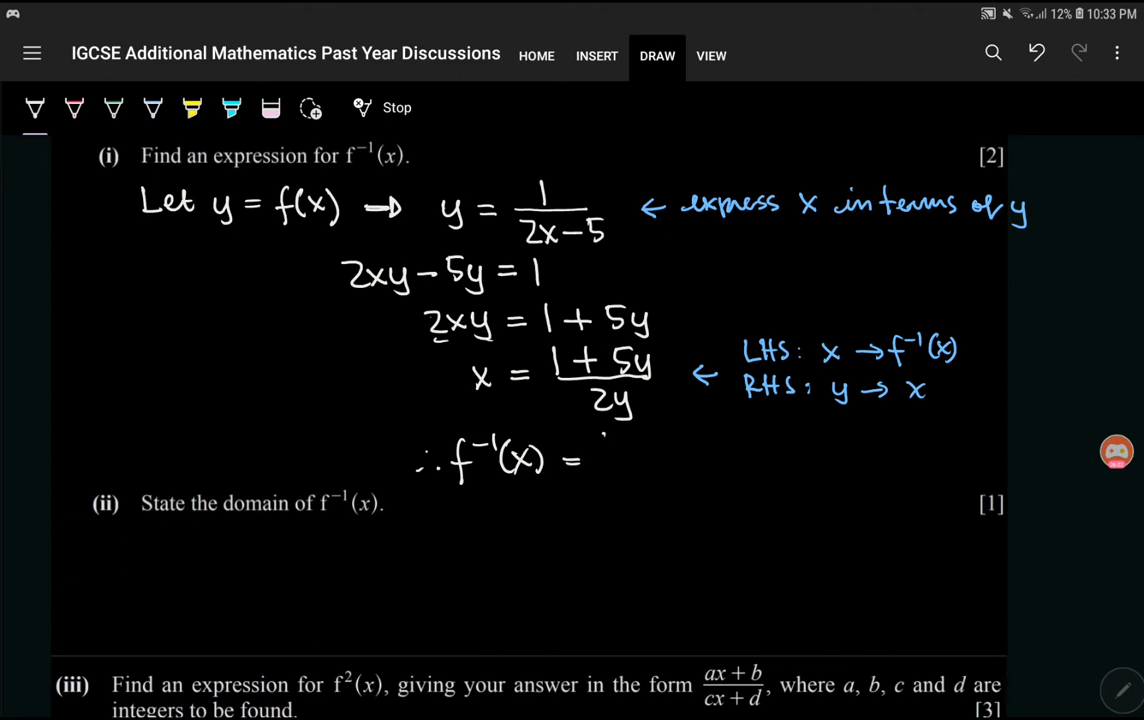 12% 10:33 PM
IGCSE Additional Mathematics Past Year Discussions HOME INSERT DRAW VIEW
Stop
(i) Find an expression for f⁻¹(x). [2]
Let y = f(x) → y = 1/(2x−5) ← express x in terms of y
2xy − 5y = 1
2xy = 1 + 5y
x = (1 + 5y)/(2y) ← LHS: x → f⁻¹(x)
RHS: y → x
∴ f⁻¹(x) =
(ii) State the domain of f⁻¹(x). [1]
(iii) Find an expression for f²(x), giving your answer in the form (ax + b)/(cx + d), where a, b, c and d are
integers to be found. [3]